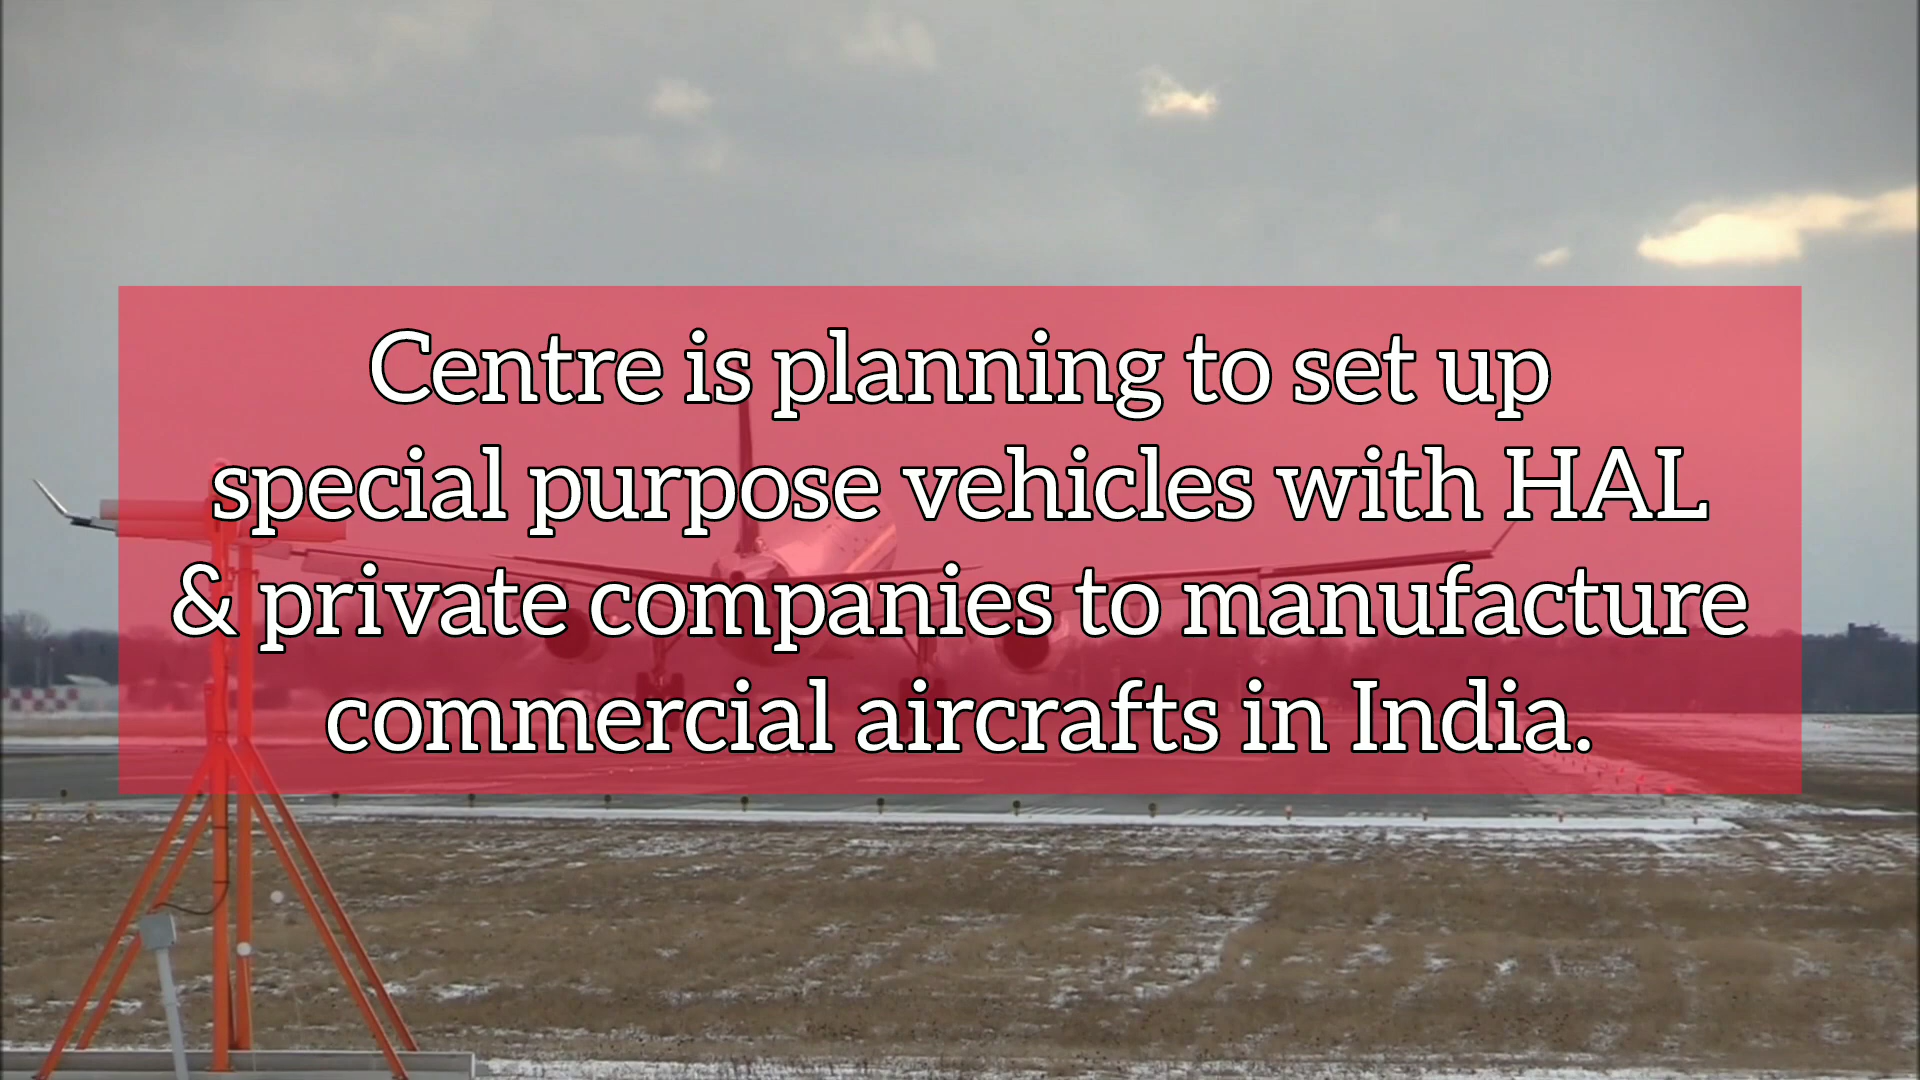 Centre is planning to set up
special purpose vehicles with HAL
& private companies to manufacture
commercial aircrafts in India.